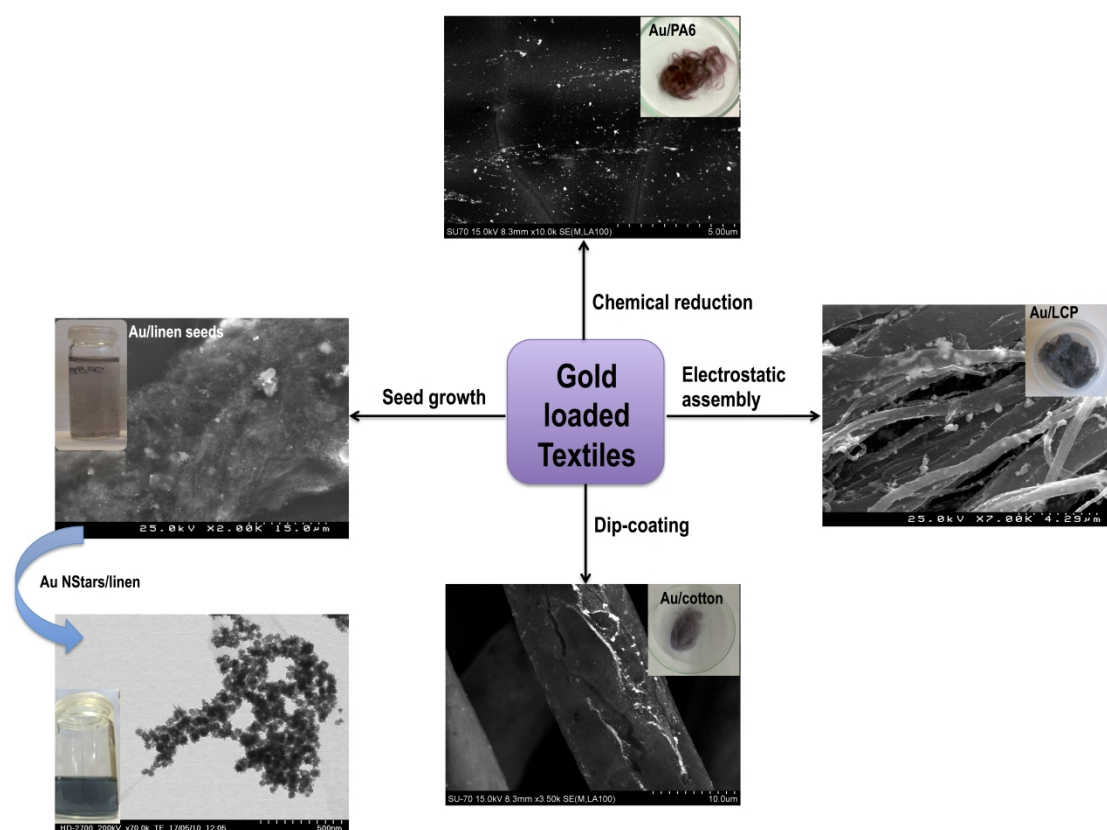 Au/PA6
SU70 15.0kV 8.3mm x10.0k SE(M,LA100)
5.00um
Chemical reduction
Au/linen seeds
25.0kV X2.00K 15.0μm
Seed growth
Gold
loaded
Textiles
Electrostatic
assembly
Au/LCP
25.0kV X7.00K 4.29μm
Dip-coating
Au NStars/linen
HD-2700 200kV x70.0k TE 17/05/10 12:05
500nm
Au/cotton
SU-70 15.0kV 8.3mm x3.50k SE(M,LA100)
10.0um